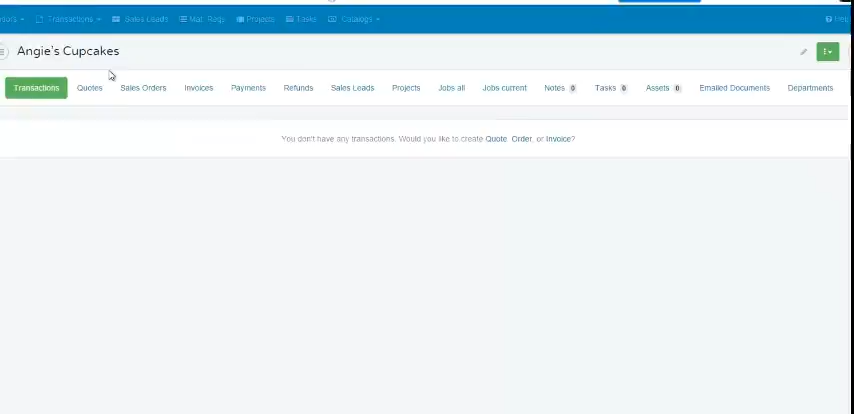 Transactions Sales Leads Mat. Reqs Projects Tasks Catalogs Help
Angie's Cupcakes
Transactions Quotes Sales Orders Invoices Payments Refunds Sales Leads Projects Jobs all Jobs current Notes 0 Tasks 0 Assets 0 Emailed Documents Departments
You don't have any transactions. Would you like to create Quote, Order, or Invoice?